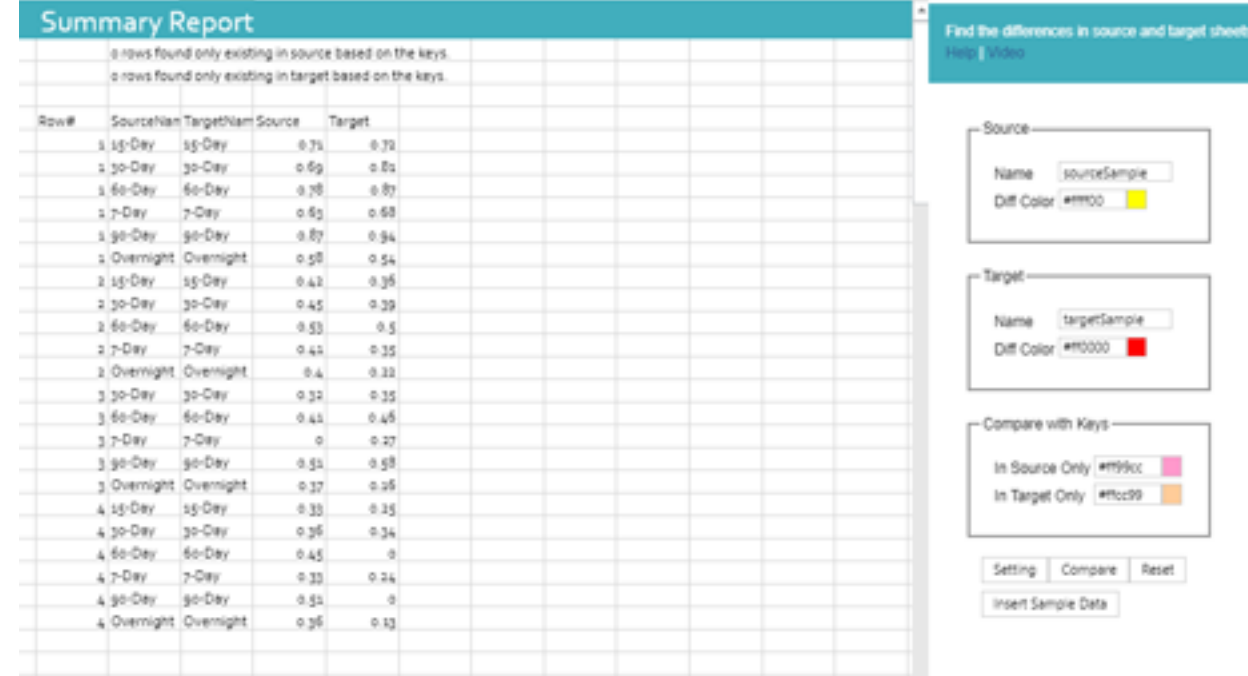 Summary Report
0 rows found only existing in source based on the keys.
0 rows found only existing in target based on the keys.
Row# SourceNam TargetNam Source Target
1 15-Day 15-Day 0.71 0.72
1 30-Day 30-Day 0.69 0.81
1 60-Day 60-Day 0.78 0.87
1 7-Day 7-Day 0.63 0.68
1 90-Day 90-Day 0.87 0.94
1 Overnight Overnight 0.58 0.54
2 15-Day 15-Day 0.42 0.36
2 30-Day 30-Day 0.45 0.39
2 60-Day 60-Day 0.53 0.5
2 7-Day 7-Day 0.41 0.35
2 Overnight Overnight 0.4 0.22
3 30-Day 30-Day 0.32 0.35
3 60-Day 60-Day 0.41 0.46
3 7-Day 7-Day 0 0.27
3 90-Day 90-Day 0.51 0.58
3 Overnight Overnight 0.37 0.26
4 15-Day 15-Day 0.33 0.25
4 30-Day 30-Day 0.36 0.34
4 60-Day 60-Day 0.45 0
4 7-Day 7-Day 0.33 0.24
4 90-Day 90-Day 0.51 0
4 Overnight Overnight 0.36 0.13
Find the differences in source and target sheets
Help | Video
Source
Name sourceSample
Diff Color #ffff00
Target
Name targetSample
Diff Color #ff0000
Compare with Keys
In Source Only #ff99cc
In Target Only #ffcc99
Setting Compare Reset
Insert Sample Data